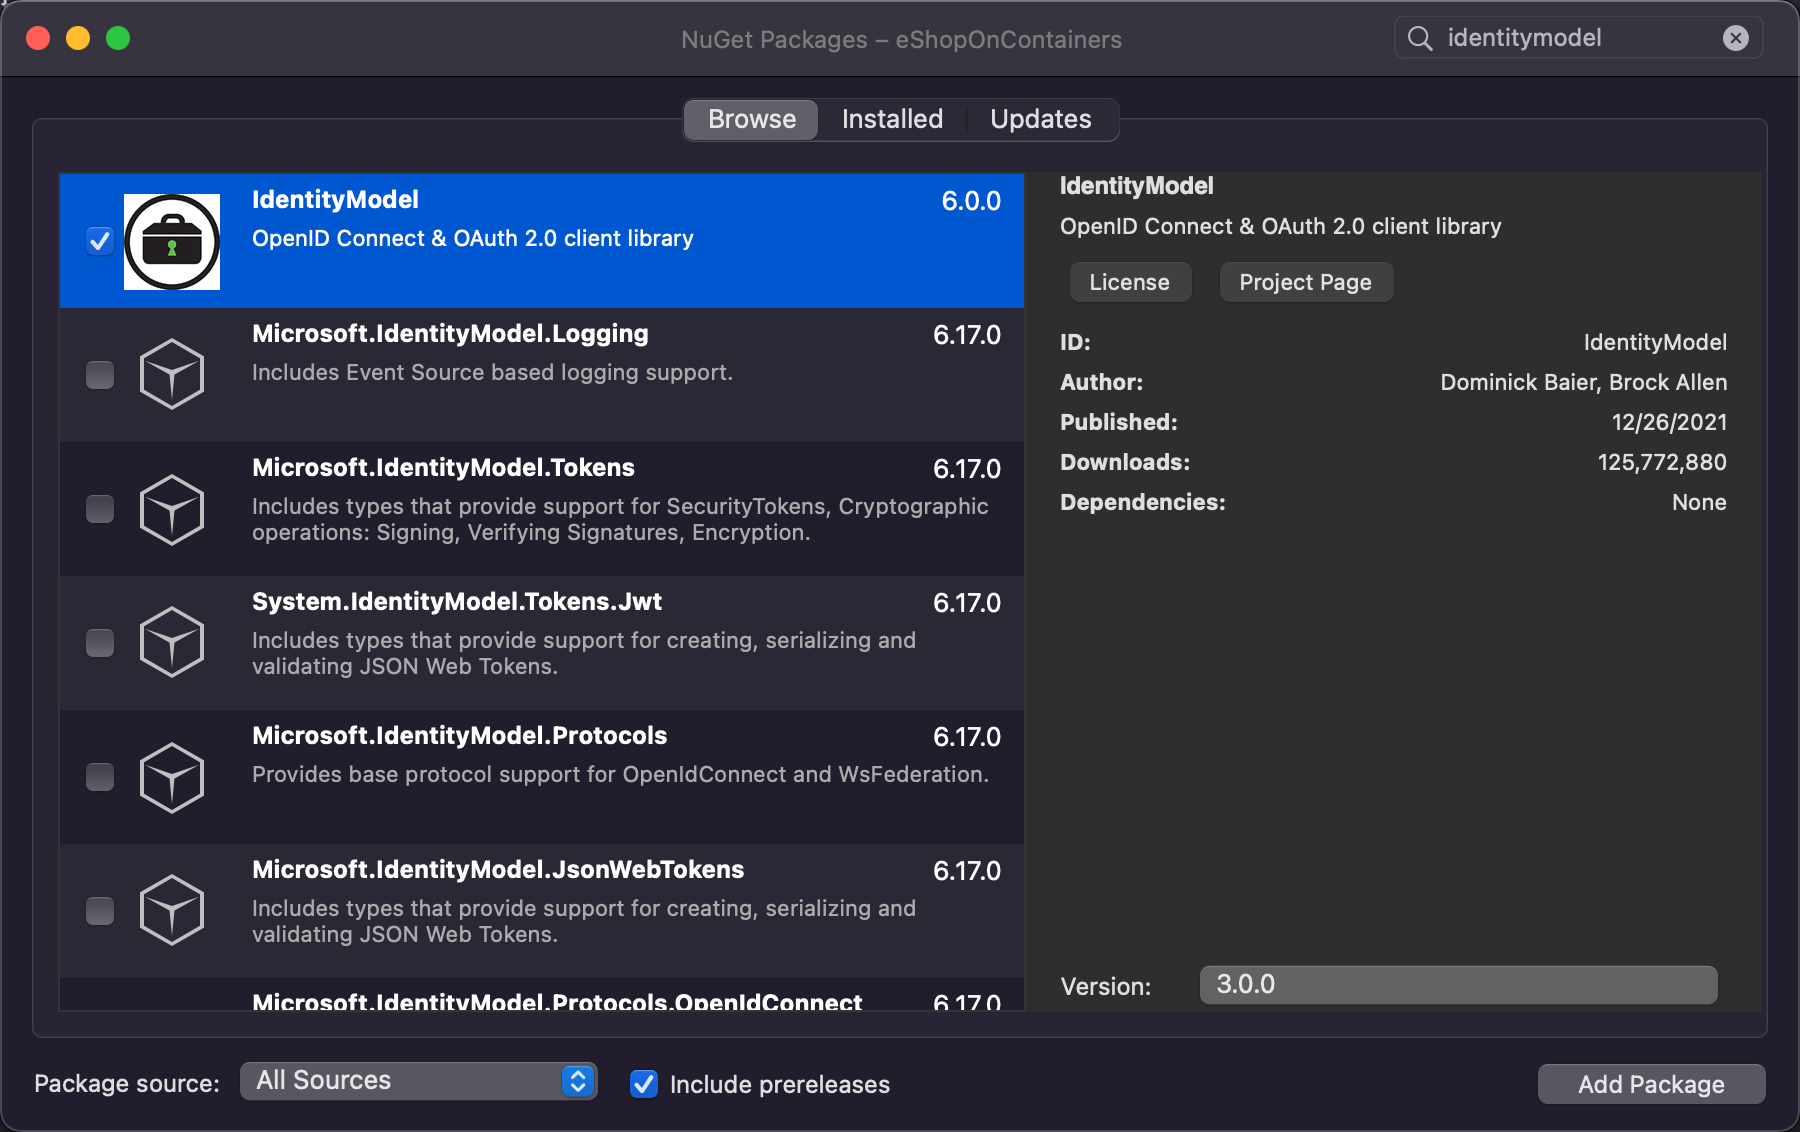 NuGet Packages – eShopOnContainers
identitymodel
Browse
Installed
Updates
IdentityModel
6.0.0
OpenID Connect & OAuth 2.0 client library
Microsoft.IdentityModel.Logging
6.17.0
Includes Event Source based logging support.
Microsoft.IdentityModel.Tokens
6.17.0
Includes types that provide support for SecurityTokens, Cryptographic
operations: Signing, Verifying Signatures, Encryption.
System.IdentityModel.Tokens.Jwt
6.17.0
Includes types that provide support for creating, serializing and
validating JSON Web Tokens.
Microsoft.IdentityModel.Protocols
6.17.0
Provides base protocol support for OpenIdConnect and WsFederation.
Microsoft.IdentityModel.JsonWebTokens
6.17.0
Includes types that provide support for creating, serializing and
validating JSON Web Tokens.
Microsoft.IdentityModel.Protocols.OpenIdConnect
6.17.0
IdentityModel
OpenID Connect & OAuth 2.0 client library
License
Project Page
ID: IdentityModel
Author: Dominick Baier, Brock Allen
Published: 12/26/2021
Downloads: 125,772,880
Dependencies: None
Version: 3.0.0
Package source: All Sources
Include prereleases
Add Package